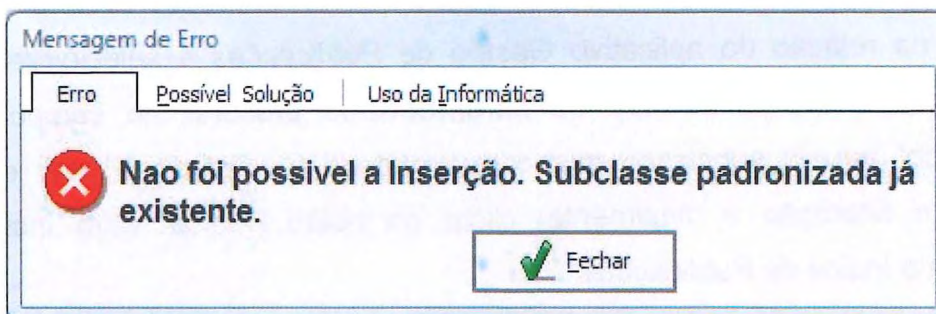 Mensagem de Erro
Erro Possível Solução Uso da Informática
Nao foi possivel a Inserção. Subclasse padronizada já
existente.
Fechar